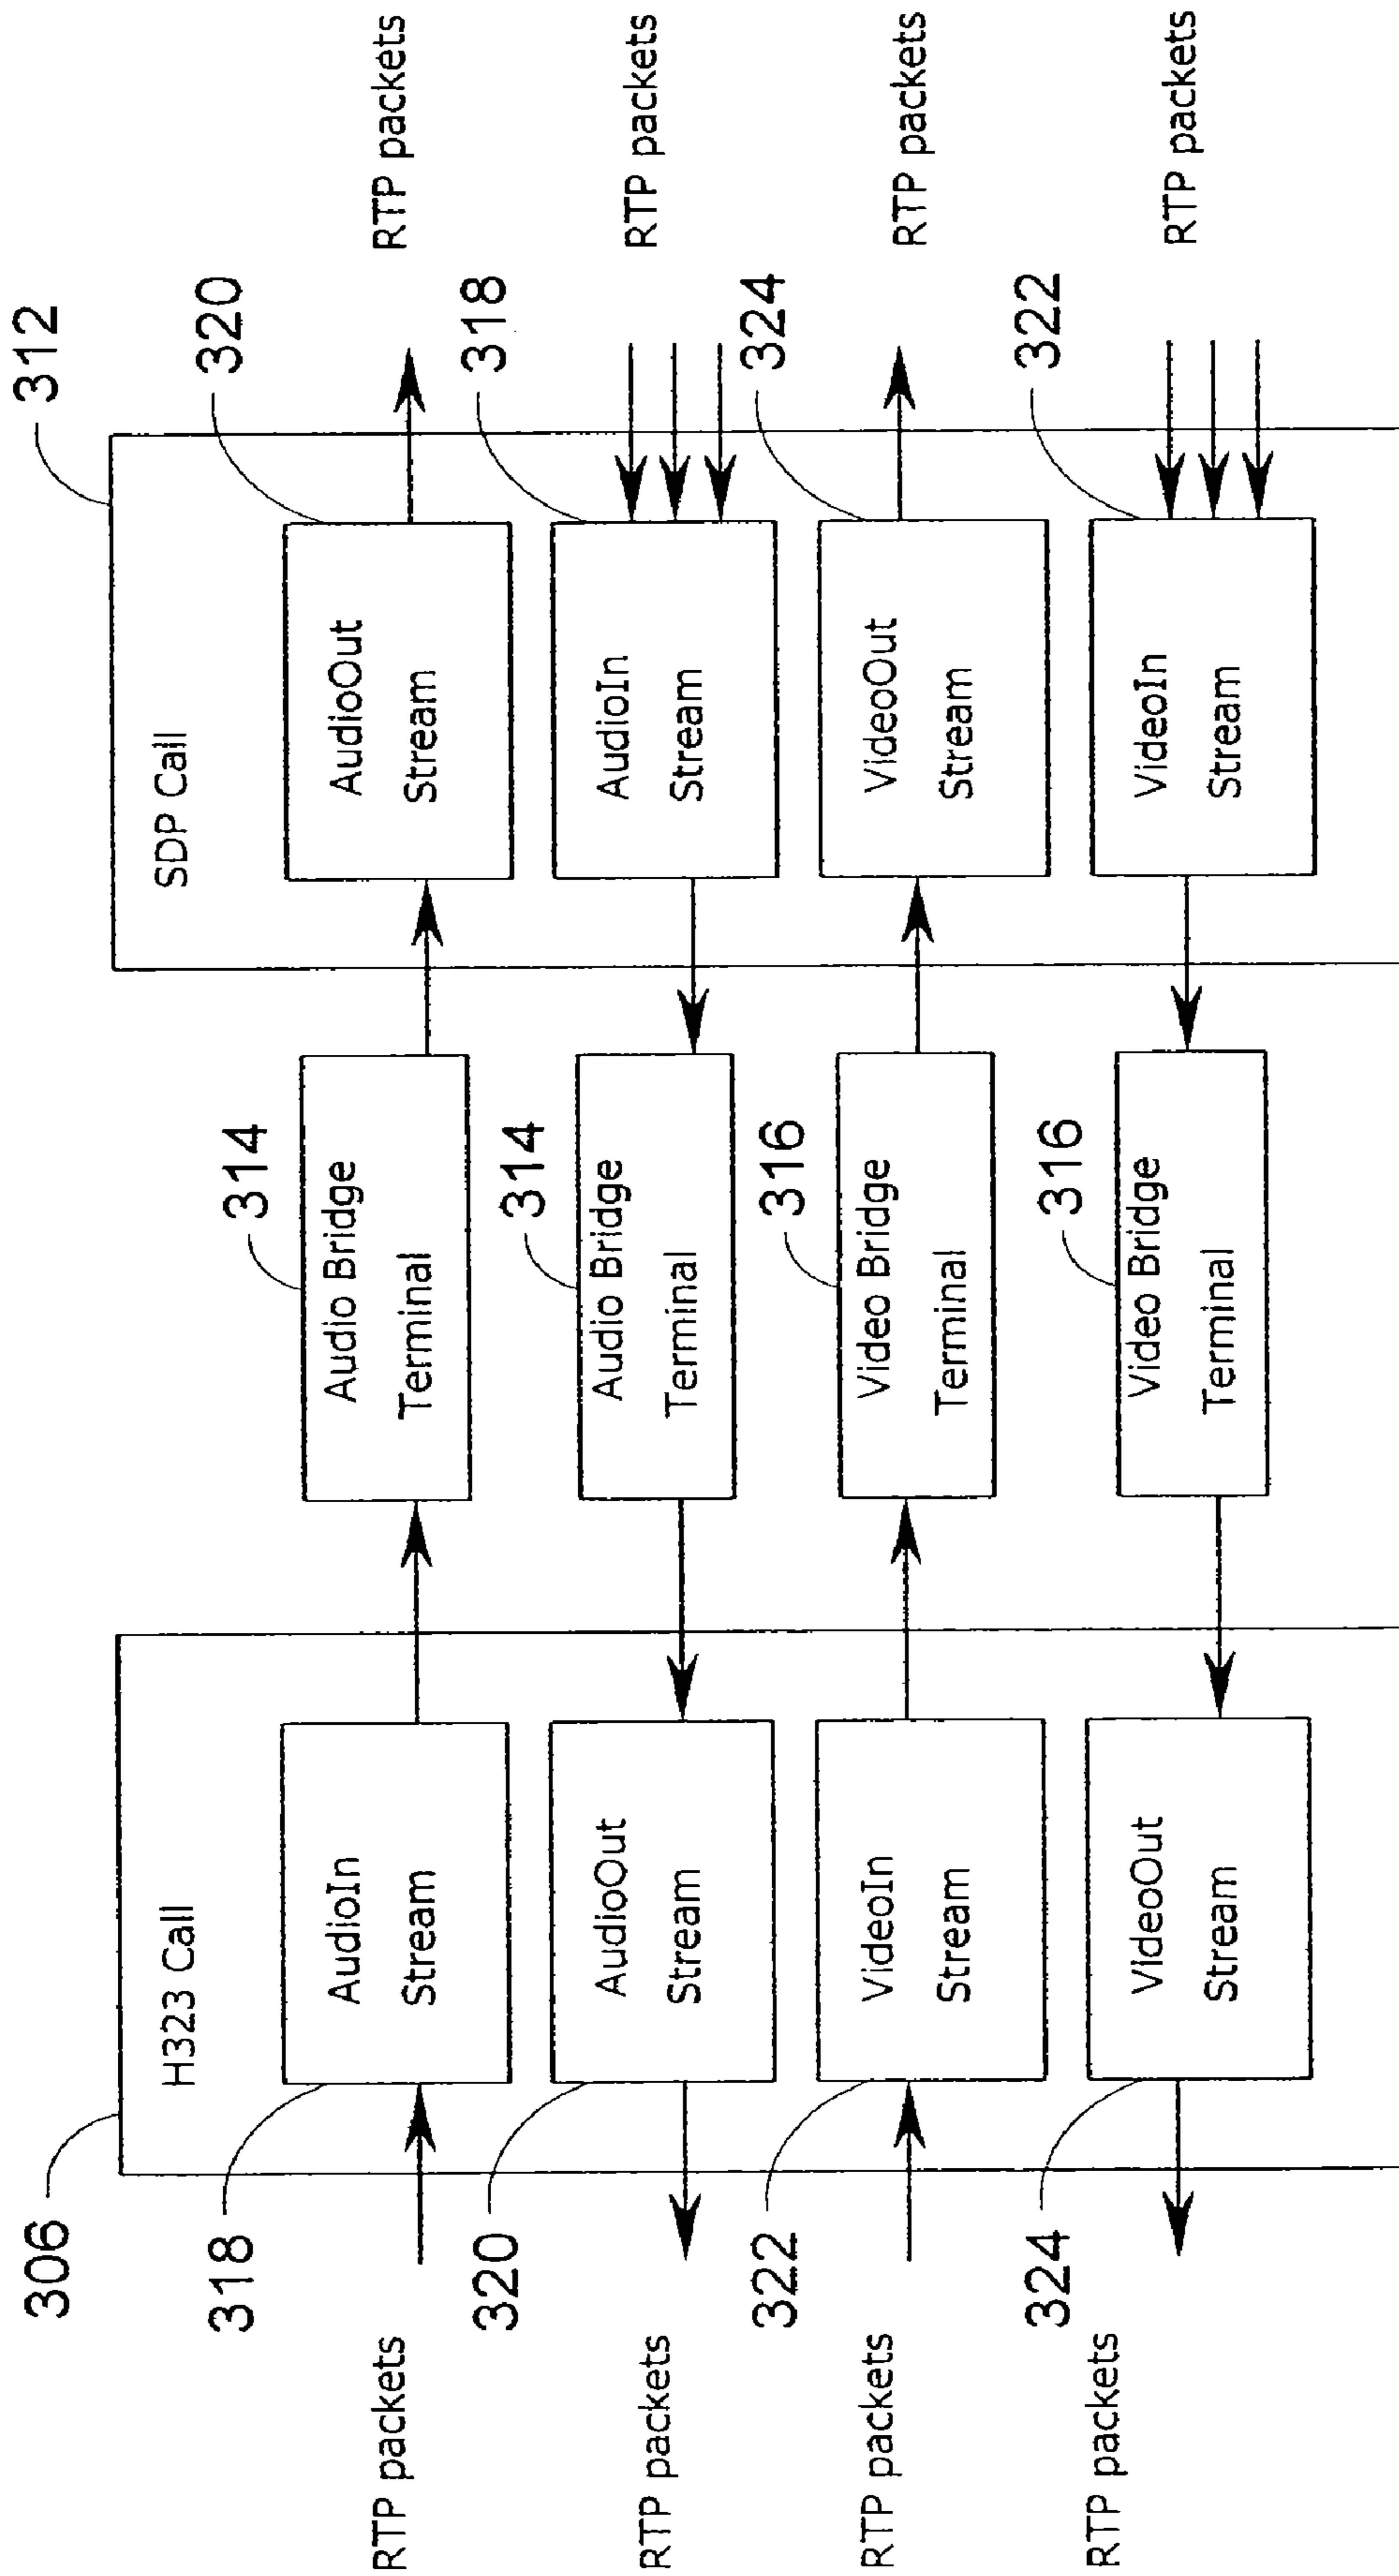 306
H323 Call
312
SDP Call
RTP packets
318
AudioIn
Stream
314
Audio Bridge
Terminal
320
AudioOut
Stream
RTP packets
RTP packets
320
AudioOut
Stream
314
Audio Bridge
Terminal
318
AudioIn
Stream
RTP packets
RTP packets
322
VideoIn
Stream
316
Video Bridge
Terminal
324
VideoOut
Stream
RTP packets
RTP packets
324
VideoOut
Stream
316
Video Bridge
Terminal
322
VideoIn
Stream
RTP packets